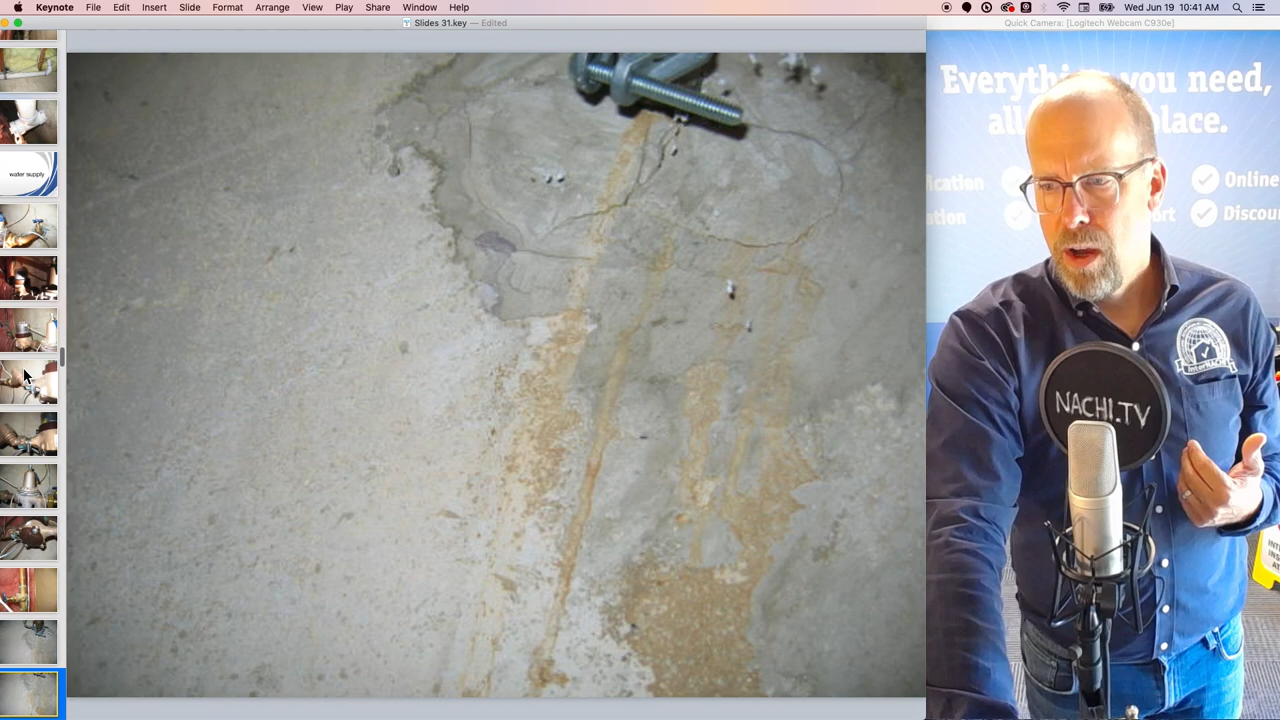 Keynote File Edit Insert Slide Format Arrange View Play Share Window Help
Wed Jun 19 10:41 AM
Slides 31.key — Edited
Quick Camera: [Logitech Webcam C930e]
water supply
Everything you need,
all place.
Online
Discou
NACHI.TV
InterNACHI